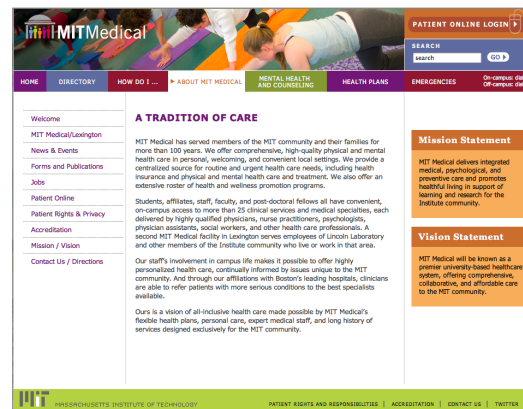 MIT Medical
PATIENT ONLINE LOGIN
SEARCH
search GO
HOME
DIRECTORY
HOW DO I ...
ABOUT MIT MEDICAL
MENTAL HEALTH
AND COUNSELING
HEALTH PLANS
EMERGENCIES
On-campus:
Off-campus:
Welcome
MIT Medical/Lexington
News & Events
Forms and Publications
Jobs
Patient Online
Patient Rights & Privacy
Accreditation
Mission / Vision
Contact Us / Directions
A TRADITION OF CARE
MIT Medical has served members of the MIT community and their families for
more than 100 years. We offer comprehensive, high-quality physical and mental
health care in personal, welcoming, and convenient local settings. We provide a
centralized source for routine and urgent health care needs, including health
insurance and physical and mental health care and treatment. We also offer an
extensive roster of health and wellness promotion programs.
Students, affiliates, staff, faculty, and post-doctoral fellows all have convenient,
on-campus access to more than 25 clinical services and medical specialties, each
delivered by highly qualified physicians, nurse practitioners, psychologists,
physician assistants, social workers, and other health care professionals. A
second MIT Medical facility in Lexington serves employees of Lincoln Laboratory
and other members of the Institute community who live or work in that area.
Our staff's involvement in campus life makes it possible to offer highly
personalized health care, continually informed by issues unique to the MIT
community. And through our affiliations with Boston's leading hospitals, clinicians
are able to refer patients with more serious conditions to the best specialists
available.
Ours is a vision of all-inclusive health care made possible by MIT Medical's
flexible health plans, personal care, expert medical staff, and long history of
services designed exclusively for the MIT community.
Mission Statement
MIT Medical delivers integrated
medical, psychological, and
preventive care and promotes
healthful living in support of
learning and research for the
Institute community.
Vision Statement
MIT Medical will be known as a
premier university-based healthcare
system, offering comprehensive,
collaborative, and affordable care
to the MIT community.
MASSACHUSETTS INSTITUTE OF TECHNOLOGY
PATIENT RIGHTS AND RESPONSIBILITIES | ACCREDITATION | CONTACT US | TWITTER